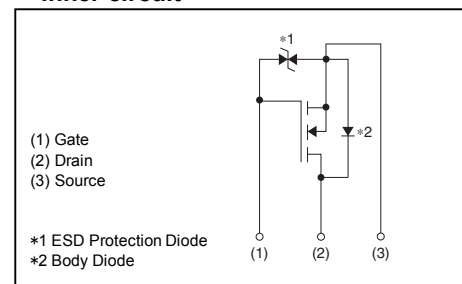 Inner circuit
*1
*2
(1) Gate
(2) Drain
(3) Source
*1 ESD Protection Diode
*2 Body Diode
(1) (2) (3)